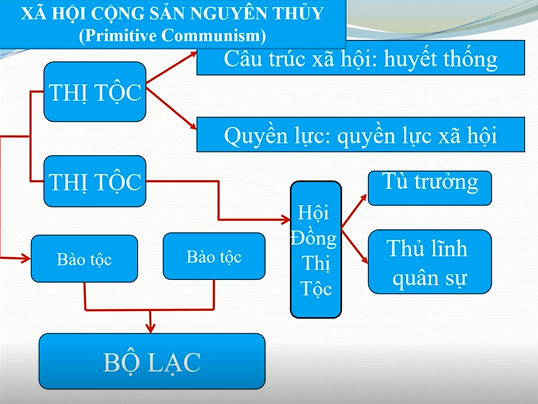 XÃ HỘI CỘNG SẢN NGUYÊN THỦY
(Primitive Communism)
Câu trúc xã hội: huyết thống
THỊ TỘC
Quyền lực: quyền lực xã hội
THỊ TỘC
Tù trưởng
Hội
Đồng
Thị
Tộc
Thủ lĩnh
quân sự
Bào tộc
Bào tộc
BỘ LẠC